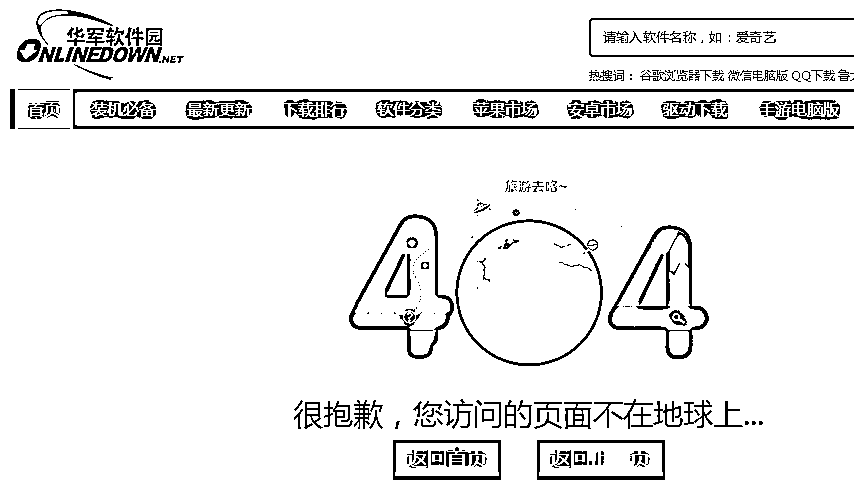 华军软件园
ONLINEDOWN.NET
请输入软件名称，如：爱奇艺
热搜词： 谷歌浏览器下载 微信电脑版 QQ下载 鲁大
首页 装机必备 最新更新 下载排行 软件分类 苹果市场 安卓市场 驱动下载 手游电脑版
旅游去咯~
404
很抱歉，您访问的页面不在地球上...
返回首页 返回上 页